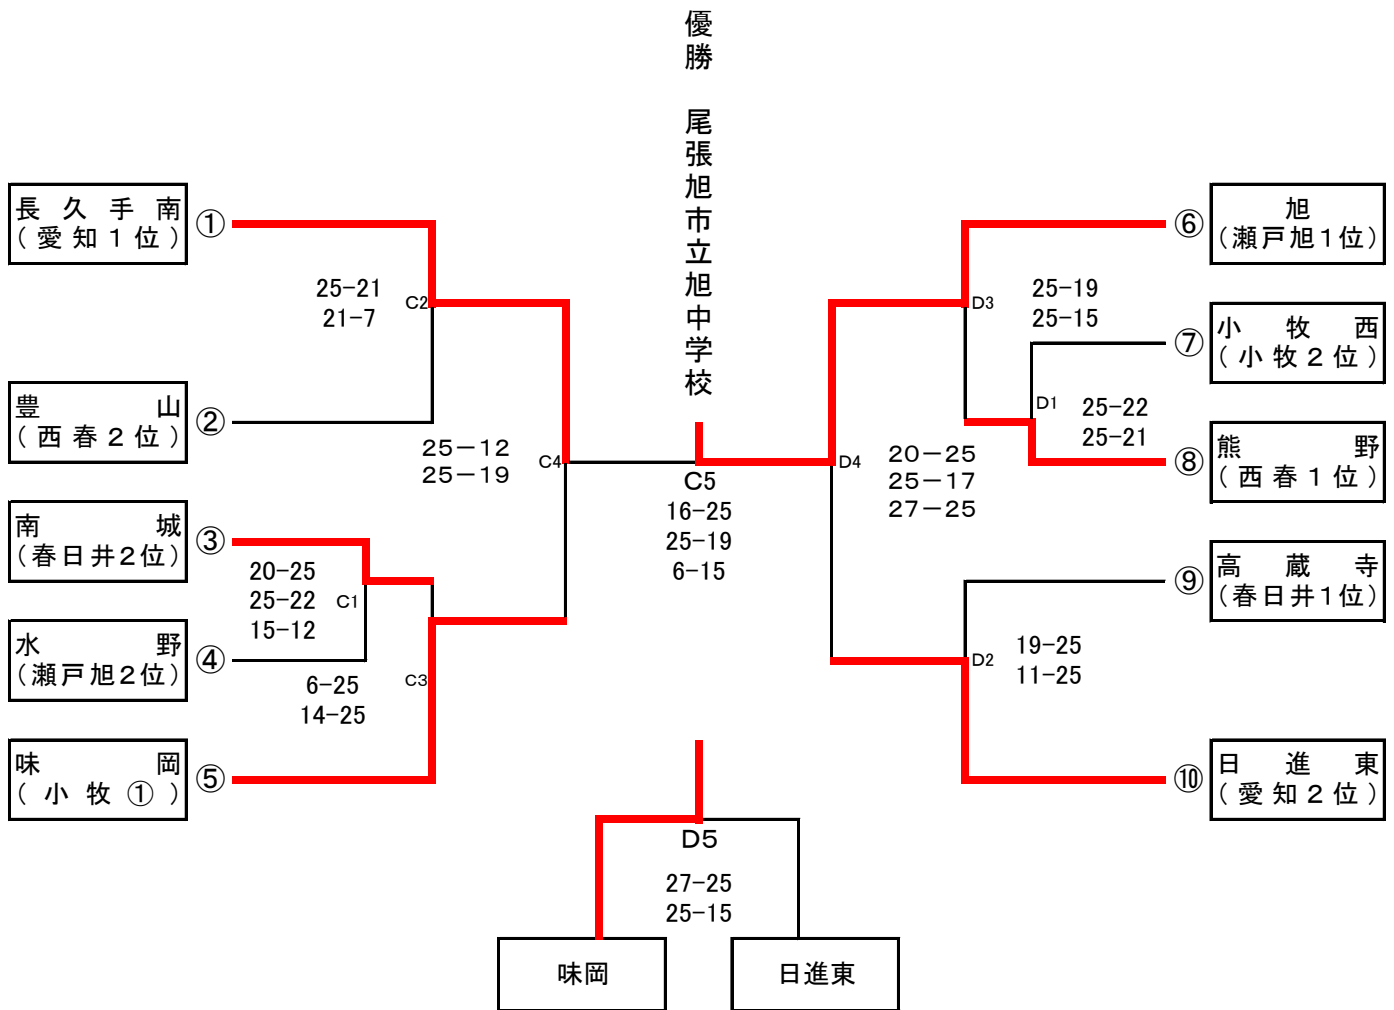 優勝　尾張旭市立旭中学校
長久手南
(愛知1位)
①
25-21
21-7
C2
豊山
(西春2位)
②
25-12
25-19
C4
南城
(春日井2位)
③
20-25
25-22
15-12
C1
水野
(瀬戸旭2位)
④
6-25
14-25
C3
味岡
(小牧①)
⑤
C5
16-25
25-19
6-15
旭
(瀬戸旭1位)
⑥
D3
25-19
25-15
小牧西
(小牧2位)
⑦
D1
25-22
25-21
熊野
(西春1位)
⑧
D4
20-25
25-17
27-25
高蔵寺
(春日井1位)
⑨
D2
19-25
11-25
日進東
(愛知2位)
⑩
D5
27-25
25-15
味岡
日進東